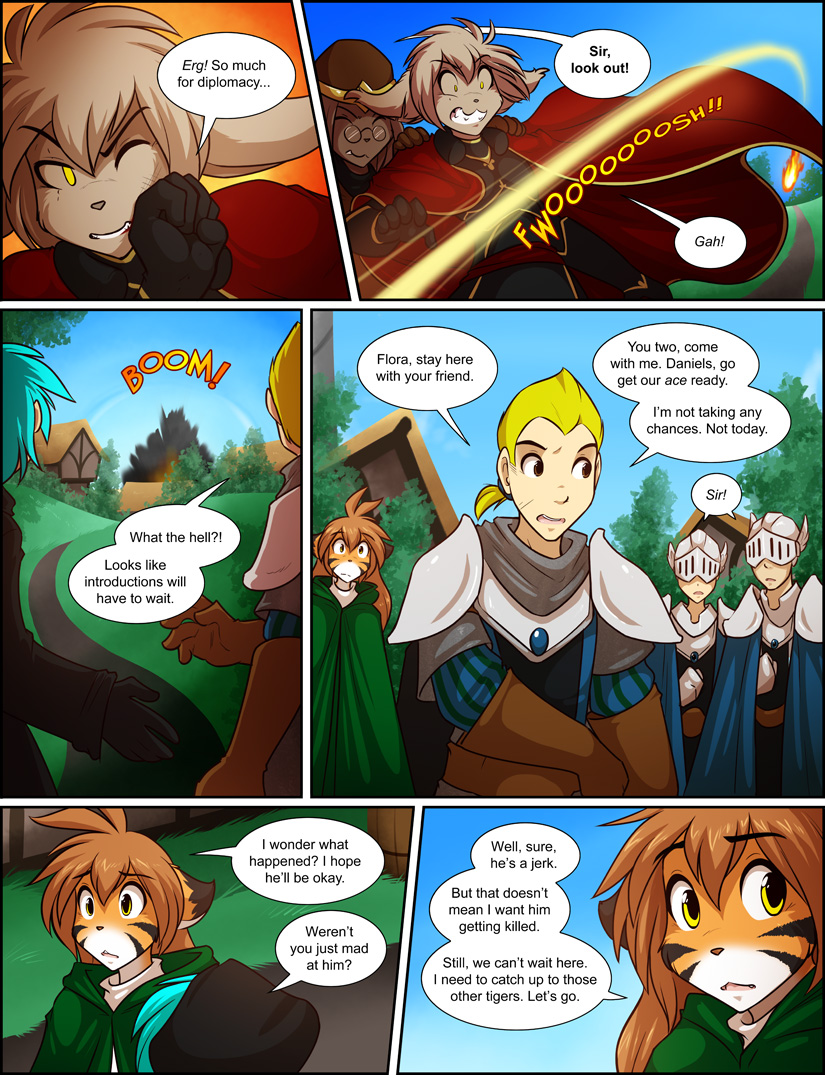 Erg! So much
for diplomacy...
Sir,
look out!
FWOOOOOOOOSH!!
Gah!
BOOM!
What the hell?!
Looks like
introductions will
have to wait.
Flora, stay here
with your friend.
You two, come
with me. Daniels, go
get our ace ready.
I'm not taking any
chances. Not today.
Sir!
I wonder what
happened? I hope
he'll be okay.
Weren't
you just mad
at him?
Well, sure,
he's a jerk.
But that doesn't
mean I want him
getting killed.
Still, we can't wait here.
I need to catch up to those
other tigers. Let's go.